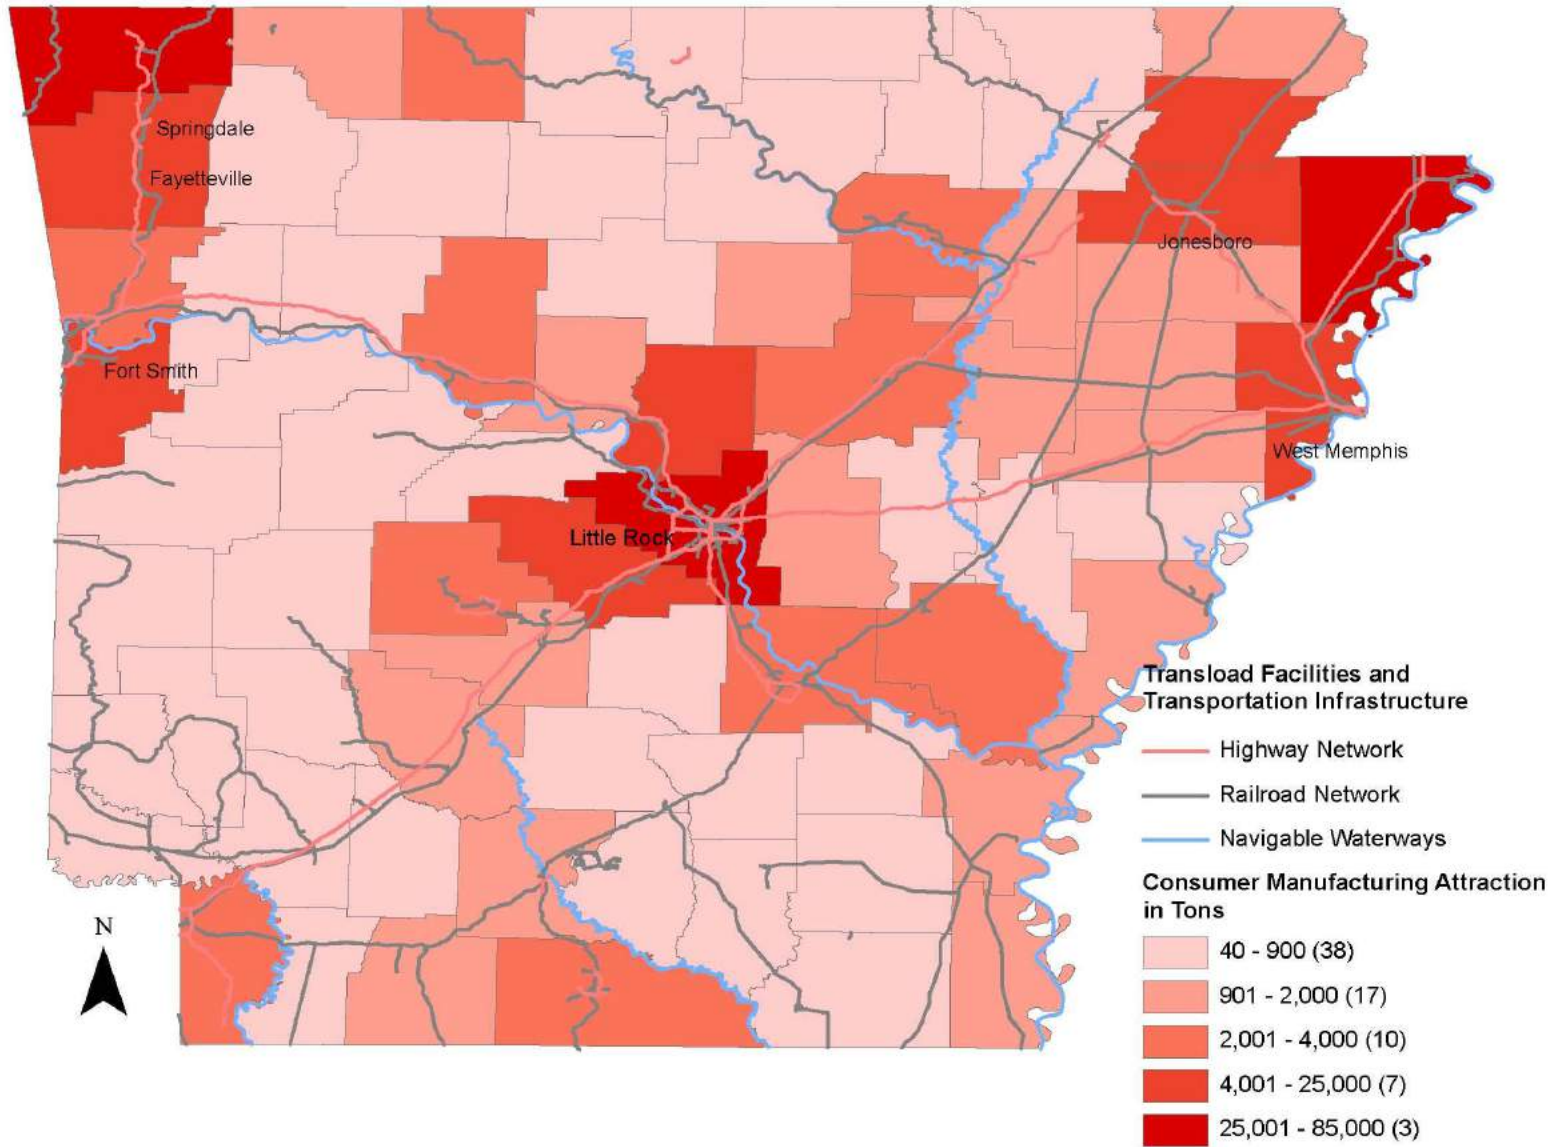 Springdale
Fayetteville
Jonesboro
Fort Smith
West Memphis
Little Rock
Transload Facilities and
Transportation Infrastructure
Highway Network
Railroad Network
Navigable Waterways
Consumer Manufacturing Attraction
in Tons
N
40 - 900 (38)
901 - 2,000 (17)
2,001 - 4,000 (10)
4,001 - 25,000 (7)
25,001 - 85,000 (3)